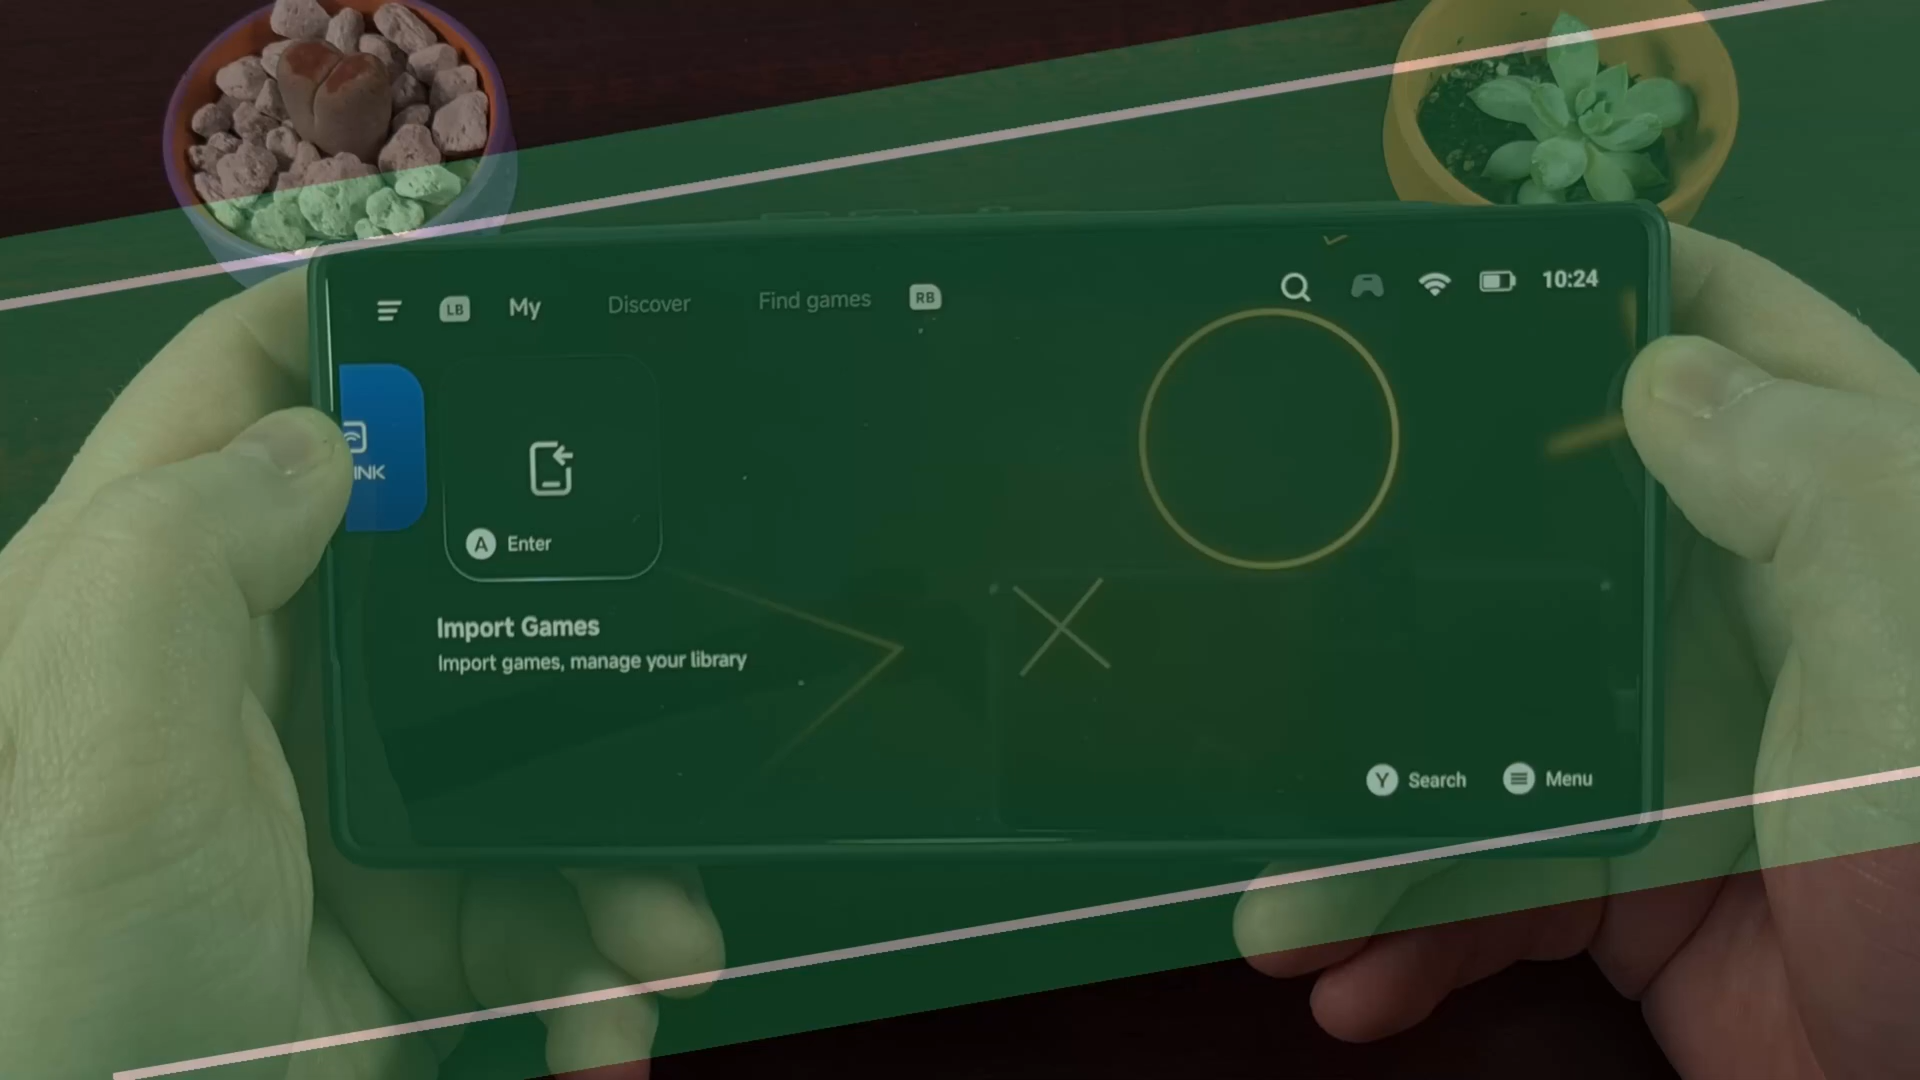 LB My Discover Find games RB 10:24
INK
A Enter
Import Games
Import games, manage your library
Y Search Menu